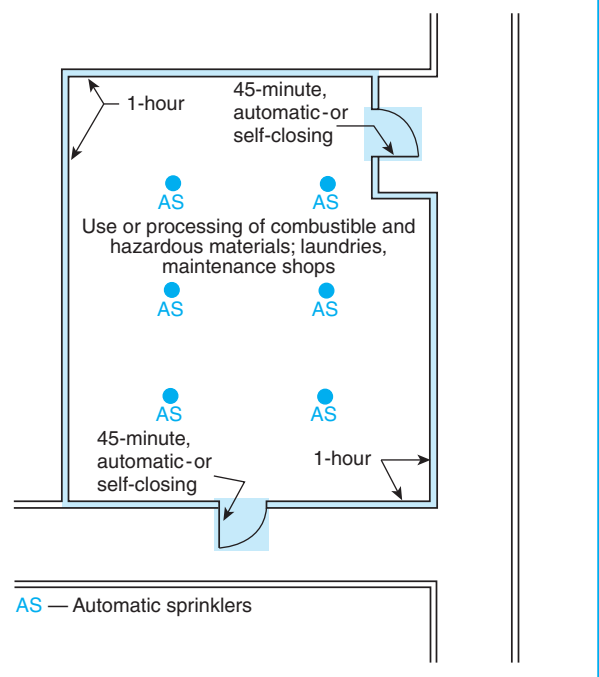 1-hour
45-minute,
automatic-or
self-closing
AS
AS
Use or processing of combustible and
hazardous materials; laundries,
maintenance shops
AS
AS
AS
AS
45-minute,
automatic-or
self-closing
1-hour
AS — Automatic sprinklers